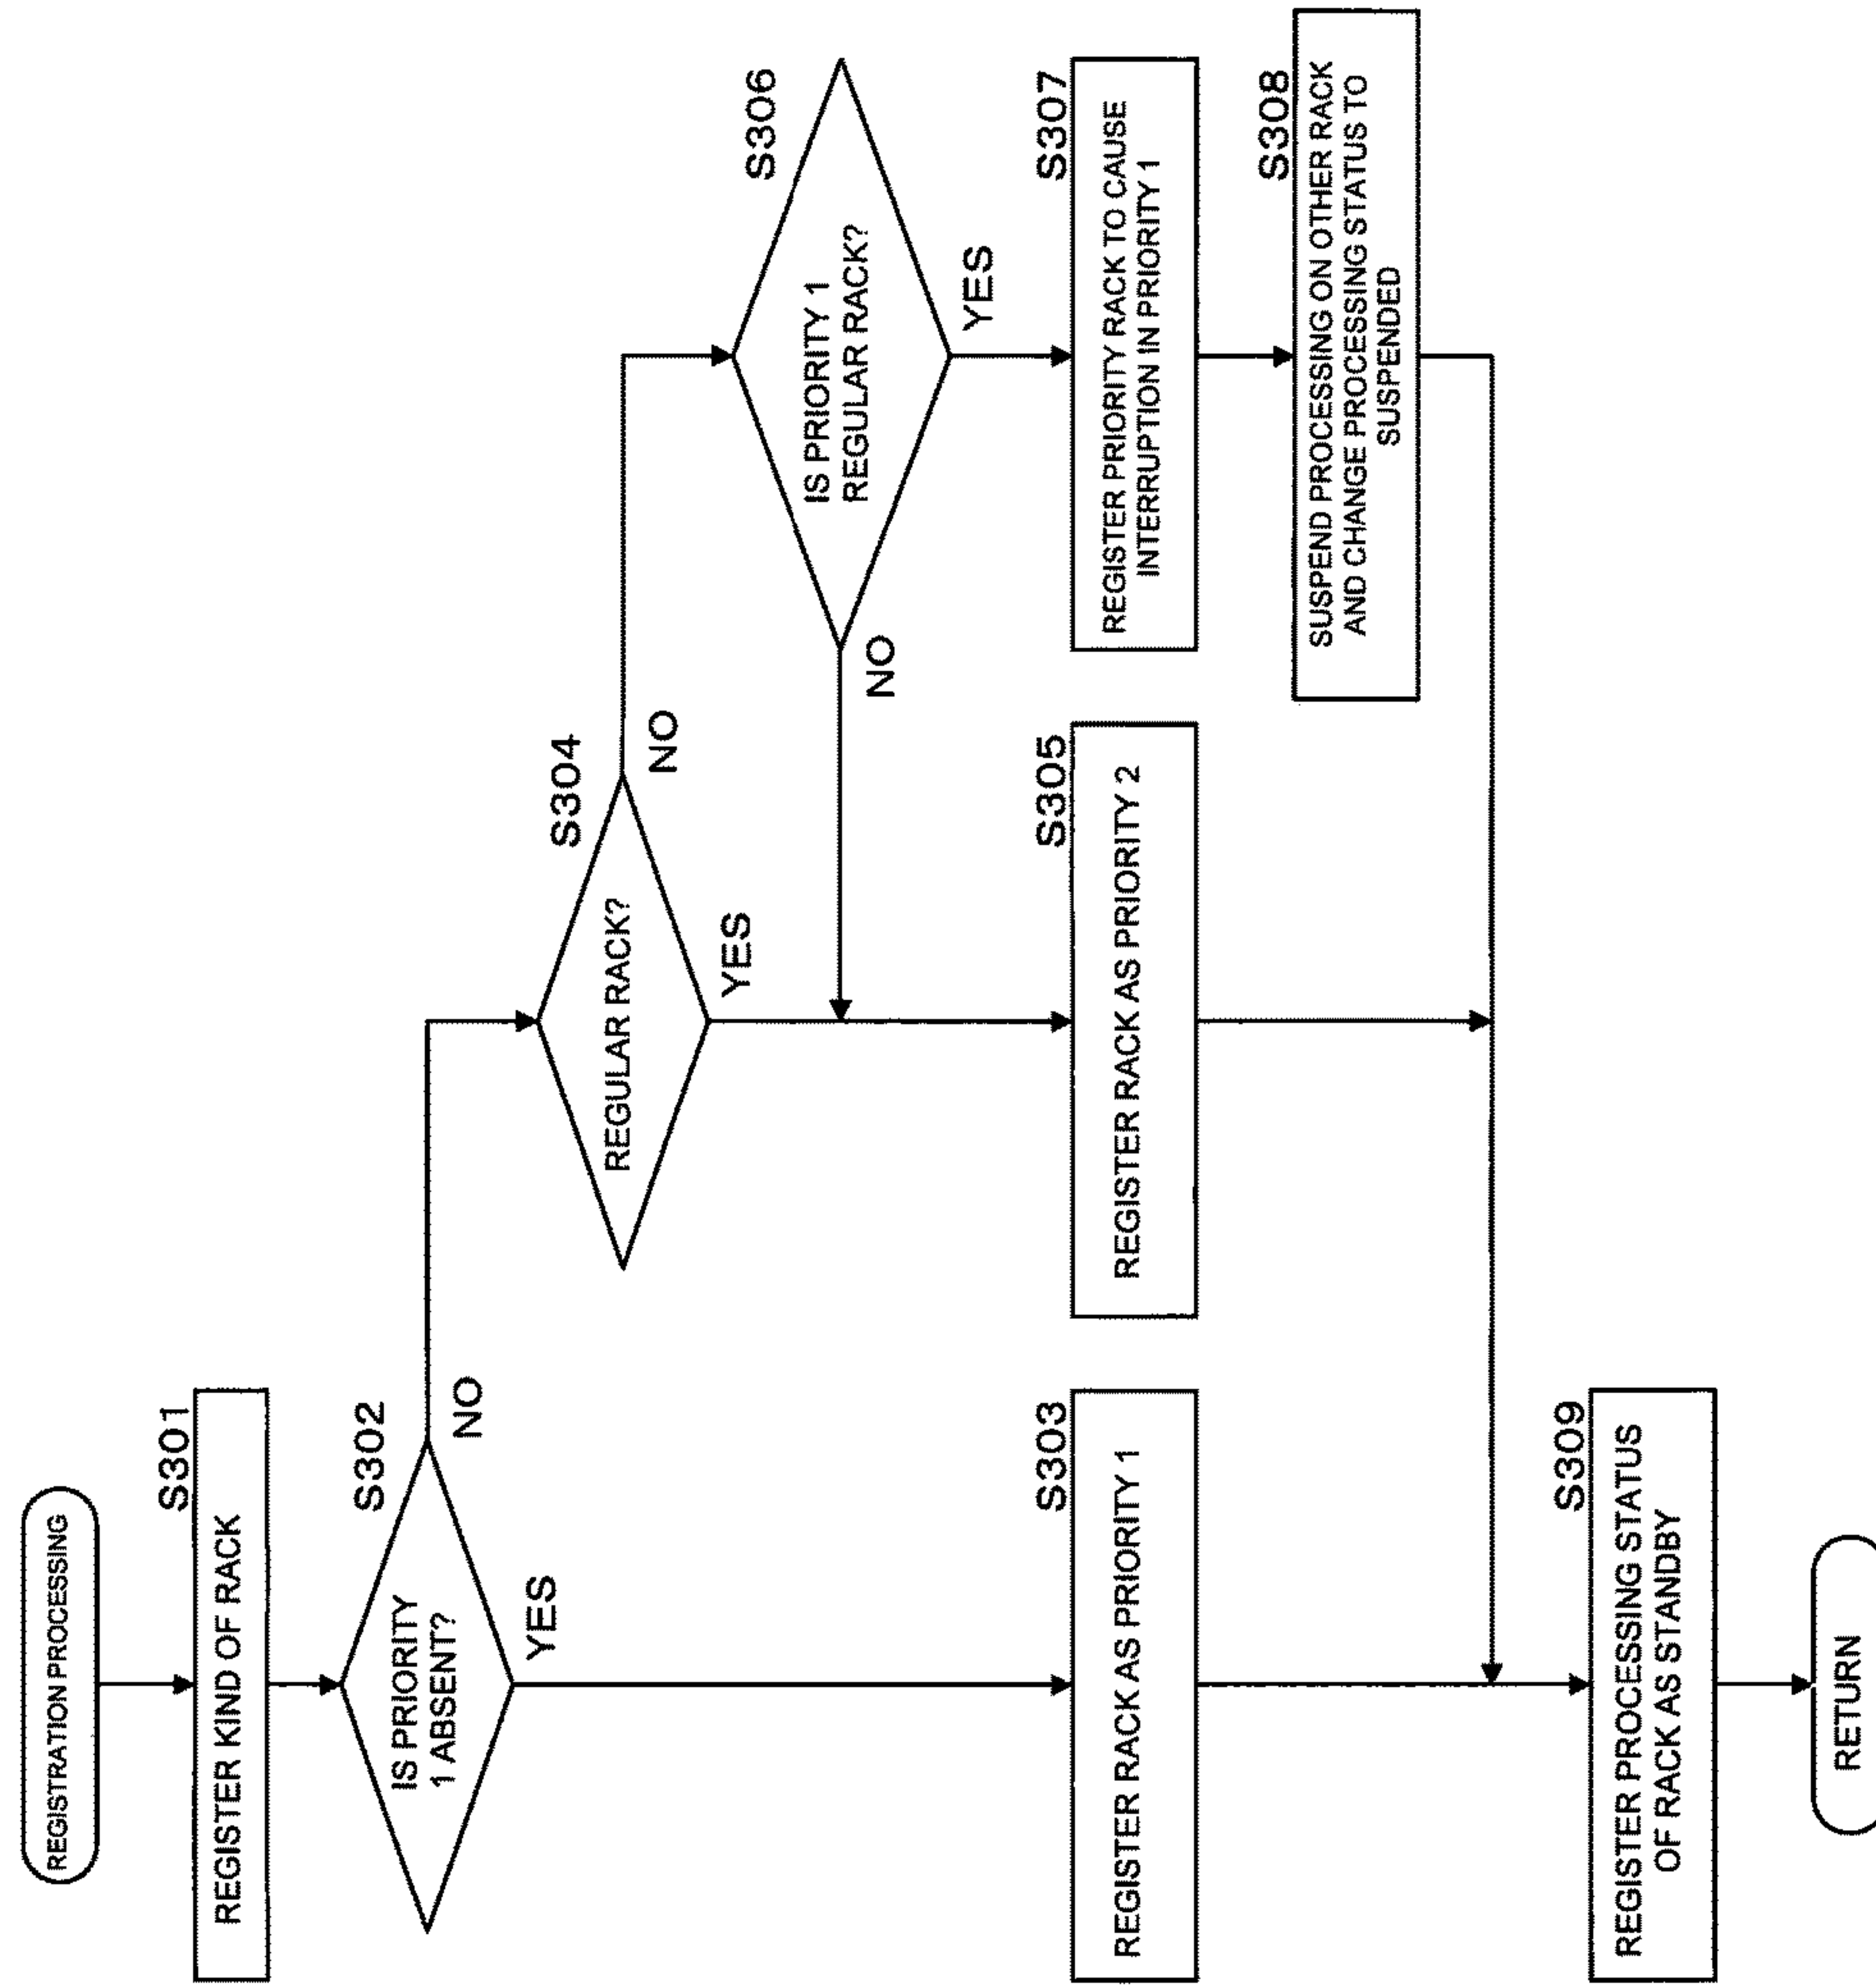 REGISTRATION PROCESSING
S301
REGISTER KIND OF RACK
S302
IS PRIORITY
1 ABSENT?
NO
YES
S304
REGULAR RACK?
NO
YES
S306
IS PRIORITY 1
REGULAR RACK?
NO
YES
S303
REGISTER RACK AS PRIORITY 1
S305
REGISTER RACK AS PRIORITY 2
S307
REGISTER PRIORITY RACK TO CAUSE
INTERRUPTION IN PRIORITY 1
S308
SUSPEND PROCESSING ON OTHER RACK
AND CHANGE PROCESSING STATUS TO
SUSPENDED
S309
REGISTER PROCESSING STATUS
OF RACK AS STANDBY
RETURN